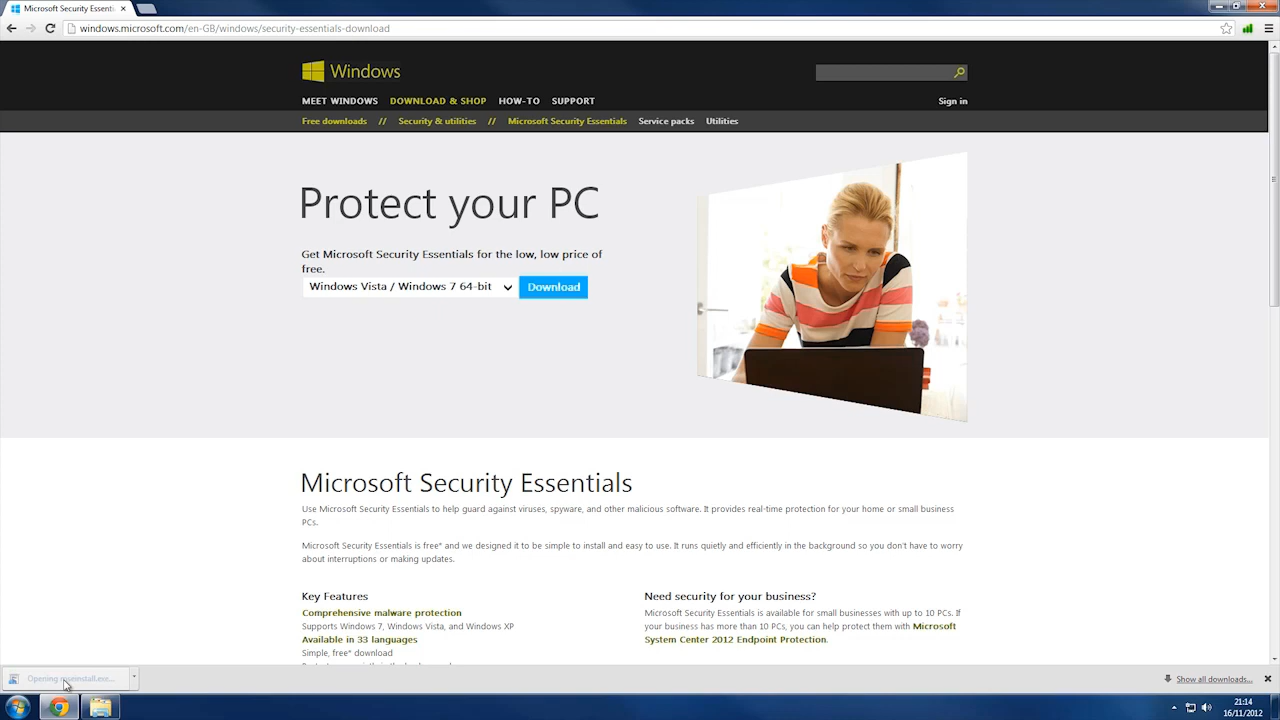 Microsoft Security Essenti
windows.microsoft.com/en-GB/windows/security-essentials-download
Windows
MEET WINDOWS DOWNLOAD & SHOP HOW-TO SUPPORT
Sign in
Free downloads // Security & utilities // Microsoft Security Essentials Service packs Utilities
Protect your PC
Get Microsoft Security Essentials for the low, low price of
free.
Windows Vista / Windows 7 64-bit
Download
Microsoft Security Essentials
Use Microsoft Security Essentials to help guard against viruses, spyware, and other malicious software. It provides real-time protection for your home or small business
PCs.
Microsoft Security Essentials is free* and we designed it to be simple to install and easy to use. It runs quietly and efficiently in the background so you don't have to worry
about interruptions or making updates.
Key Features
Comprehensive malware protection
Supports Windows 7, Windows Vista, and Windows XP
Available in 33 languages
Simple, free* download
Need security for your business?
Microsoft Security Essentials is available for small businesses with up to 10 PCs. If
your business has more than 10 PCs, you can help protect them with Microsoft
System Center 2012 Endpoint Protection.
Opening
Show all downloads...
21:14
16/11/2012